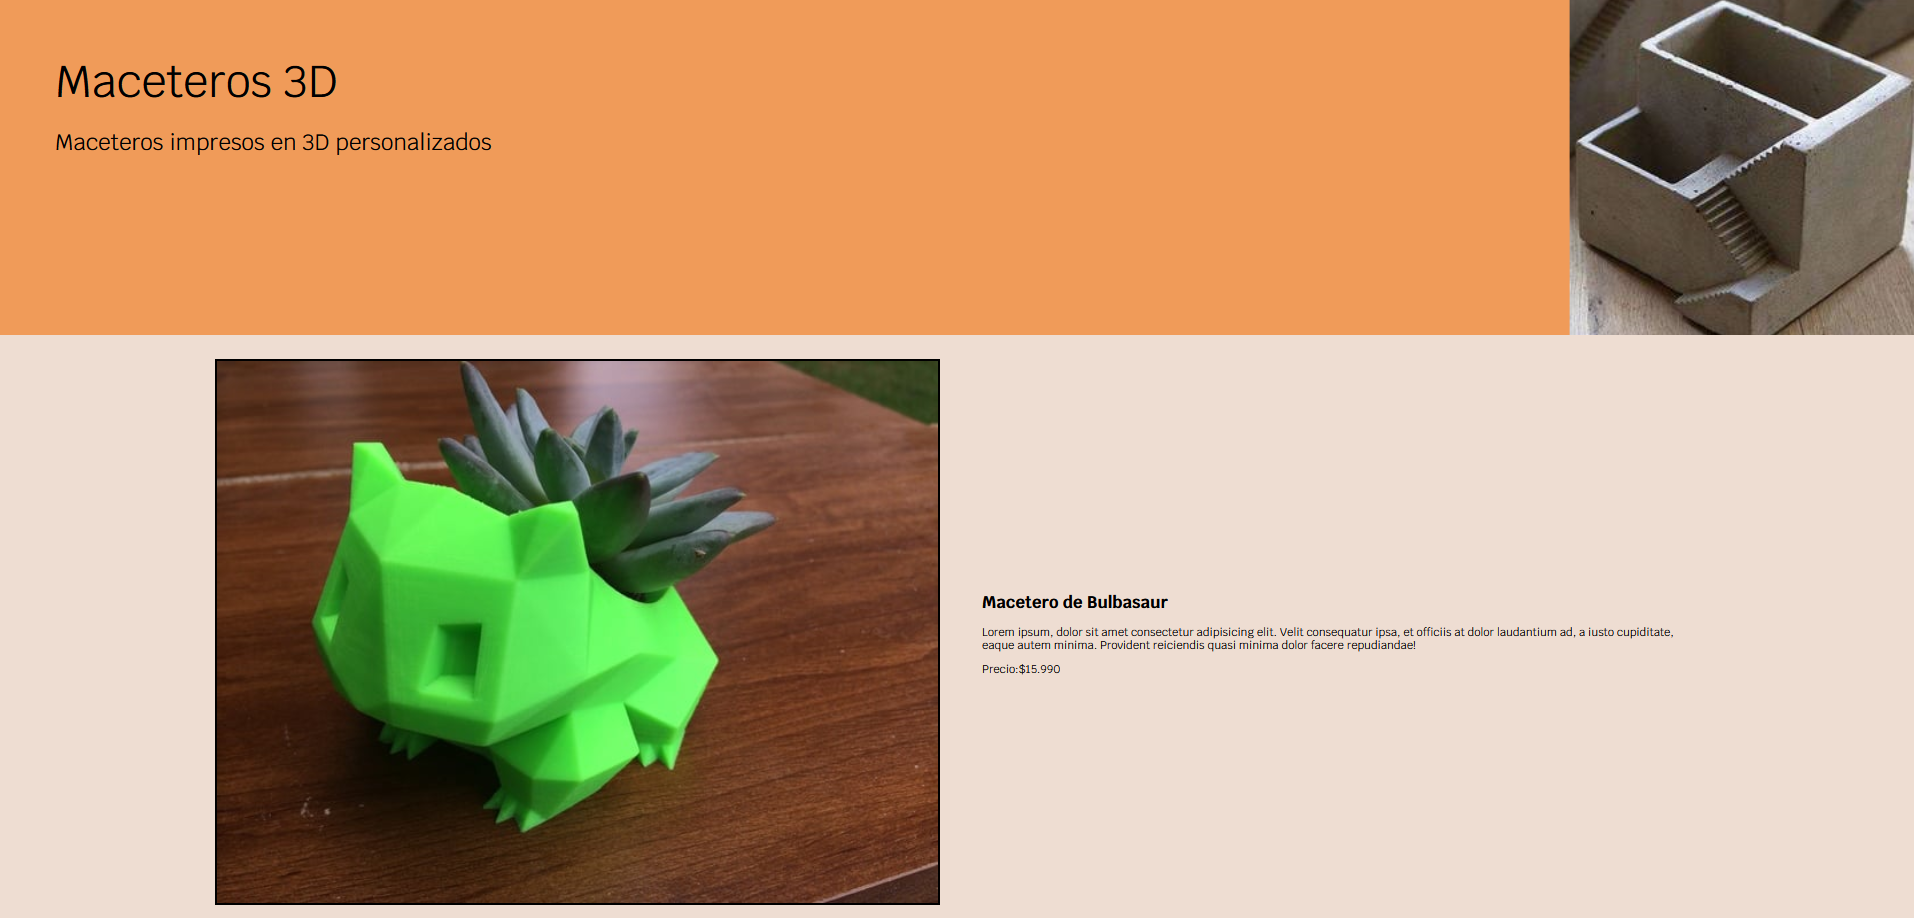 Maceteros 3D
Maceteros impresos en 3D personalizados
Macetero de Bulbasaur
Lorem ipsum, dolor sit amet consectetur adipisicing elit. Velit consequatur ipsa, et officiis at dolor laudantium ad, a iusto cupiditate,
eaque autem minima. Provident reiciendis quasi minima dolor facere repudiandae!
Precio:$15.990